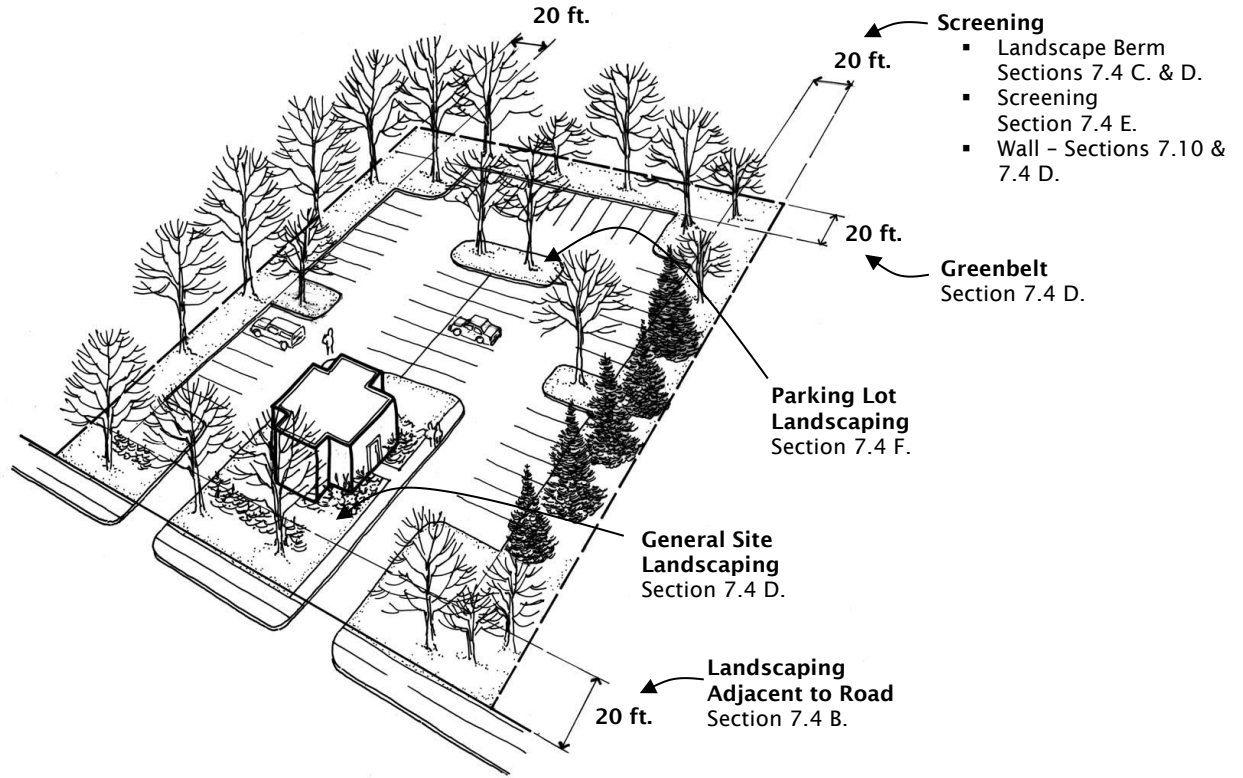 20 ft.
20 ft.
Screening
▪ Landscape Berm
Sections 7.4 C. & D.
▪ Screening
Section 7.4 E.
▪ Wall – Sections 7.10 &
7.4 D.
20 ft.
Greenbelt
Section 7.4 D.
Parking Lot
Landscaping
Section 7.4 F.
General Site
Landscaping
Section 7.4 D.
Landscaping
Adjacent to Road
Section 7.4 B.
20 ft.